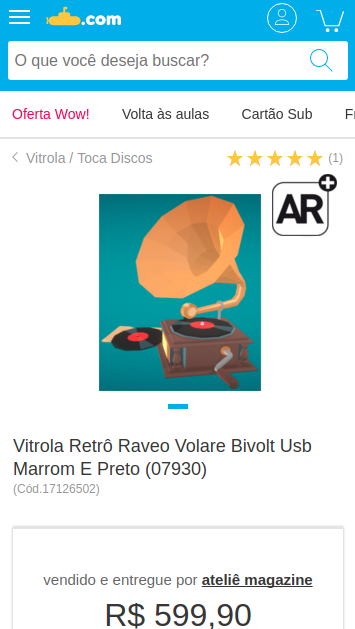 .com
O que você deseja buscar?
Oferta Wow! Volta às aulas Cartão Sub Fr
Vitrola / Toca Discos (1)
AR+
Vitrola Retrô Raveo Volare Bivolt Usb
Marrom E Preto (07930)
(Cód.17126502)
vendido e entregue por ateliê magazine
R$ 599,90